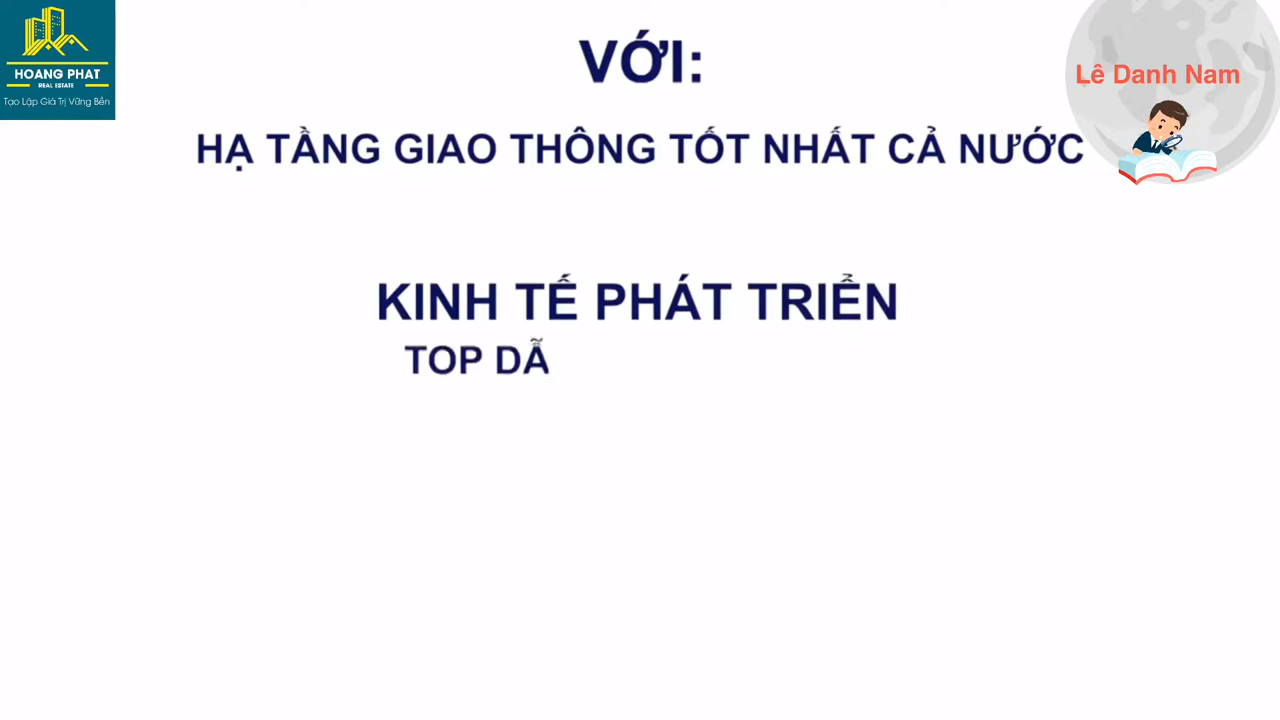 HOANG PHAT
REAL ESTATE
Tạo Lập Giá Trị Vững Bền
Lê Danh Nam
VỚI:
HẠ TẦNG GIAO THÔNG TỐT NHẤT CẢ NƯỚC
KINH TẾ PHÁT TRIỂN
TOP DẪ